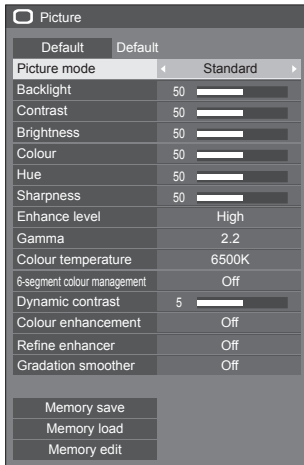 Picture
Default Default
Picture mode Standard
Backlight 50
Contrast 50
Brightness 50
Colour 50
Hue 50
Sharpness 50
Enhance level High
Gamma 2.2
Colour temperature 6500K
6-segment colour management Off
Dynamic contrast 5
Colour enhancement Off
Refine enhancer Off
Gradation smoother Off
Memory save
Memory load
Memory edit